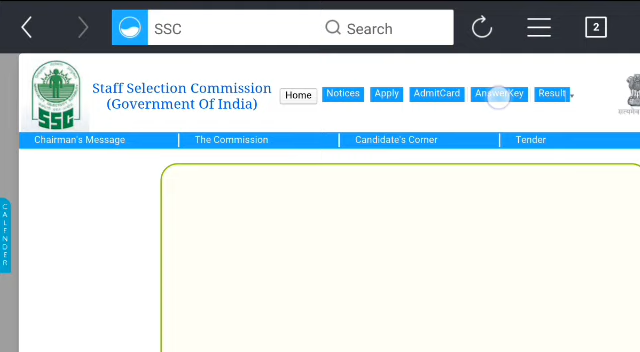 SSC
Search
2
Staff Selection Commission
(Government Of India)
Home
Notices
Apply
AdmitCard
AnswerKey
Result
SSC
Chairman's Message
The Commission
Candidate's Corner
Tender
CALENDER